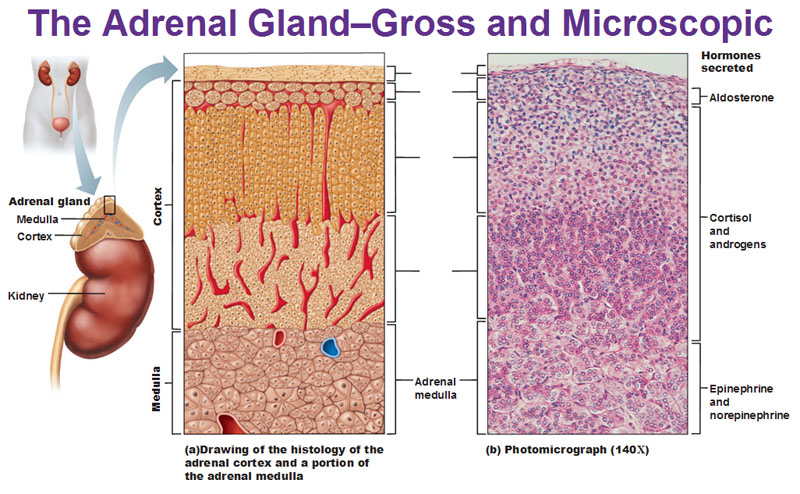 The Adrenal Gland–Gross and Microscopic
Hormones
secreted
Aldosterone
Adrenal gland
Medulla
Cortex
Kidney
Cortex
Medulla
Cortisol
and
androgens
Adrenal
medulla
Epinephrine
and
norepinephrine
(a)Drawing of the histology of the
adrenal cortex and a portion of
the adrenal medulla
(b) Photomicrograph (140X)